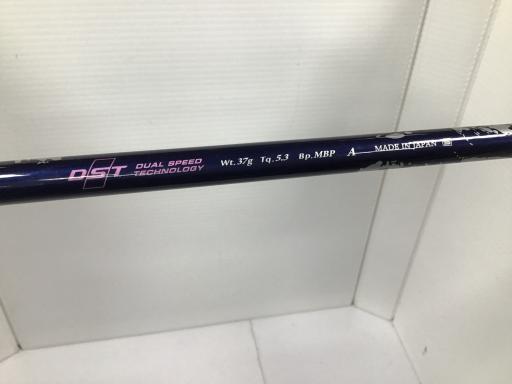 DST DUAL SPEED TECHNOLOGY Wt. 37g Tq. 5.3 Bp. MBP A MADE IN JAPAN